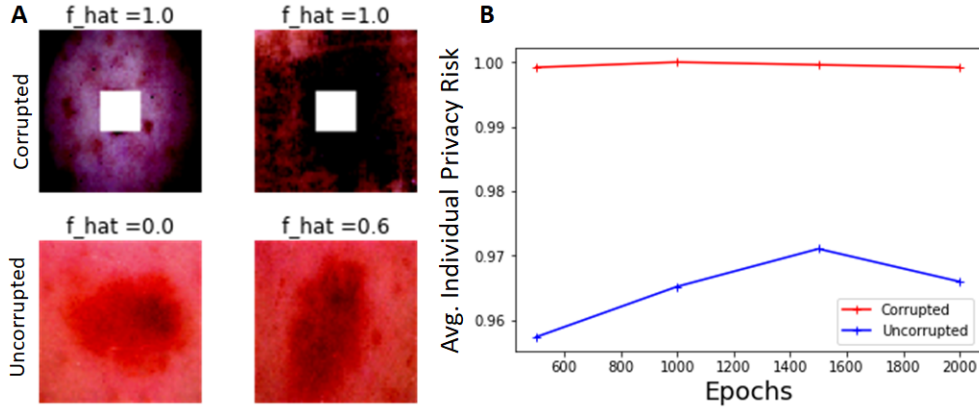 A
f_hat =1.0
f_hat =1.0
Corrupted
f_hat =0.0
f_hat =0.6
Uncorrupted
B
Avg. Individual Privacy Risk
1.00
0.99
0.98
0.97
0.96
Corrupted
Uncorrupted
600 800 1000 1200 1400 1600 1800 2000
Epochs